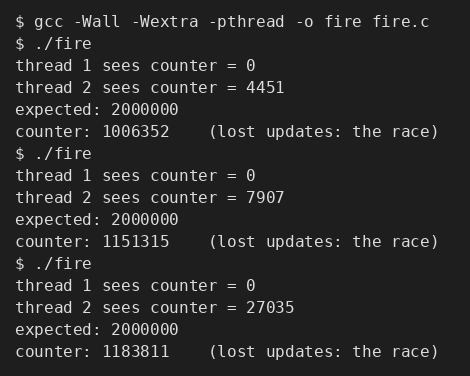 $ gcc -Wall -Wextra -pthread -o fire fire.c
$ ./fire
thread 1 sees counter = 0
thread 2 sees counter = 4451
expected: 2000000
counter: 1006352    (lost updates: the race)
$ ./fire
thread 1 sees counter = 0
thread 2 sees counter = 7907
expected: 2000000
counter: 1151315    (lost updates: the race)
$ ./fire
thread 1 sees counter = 0
thread 2 sees counter = 27035
expected: 2000000
counter: 1183811    (lost updates: the race)